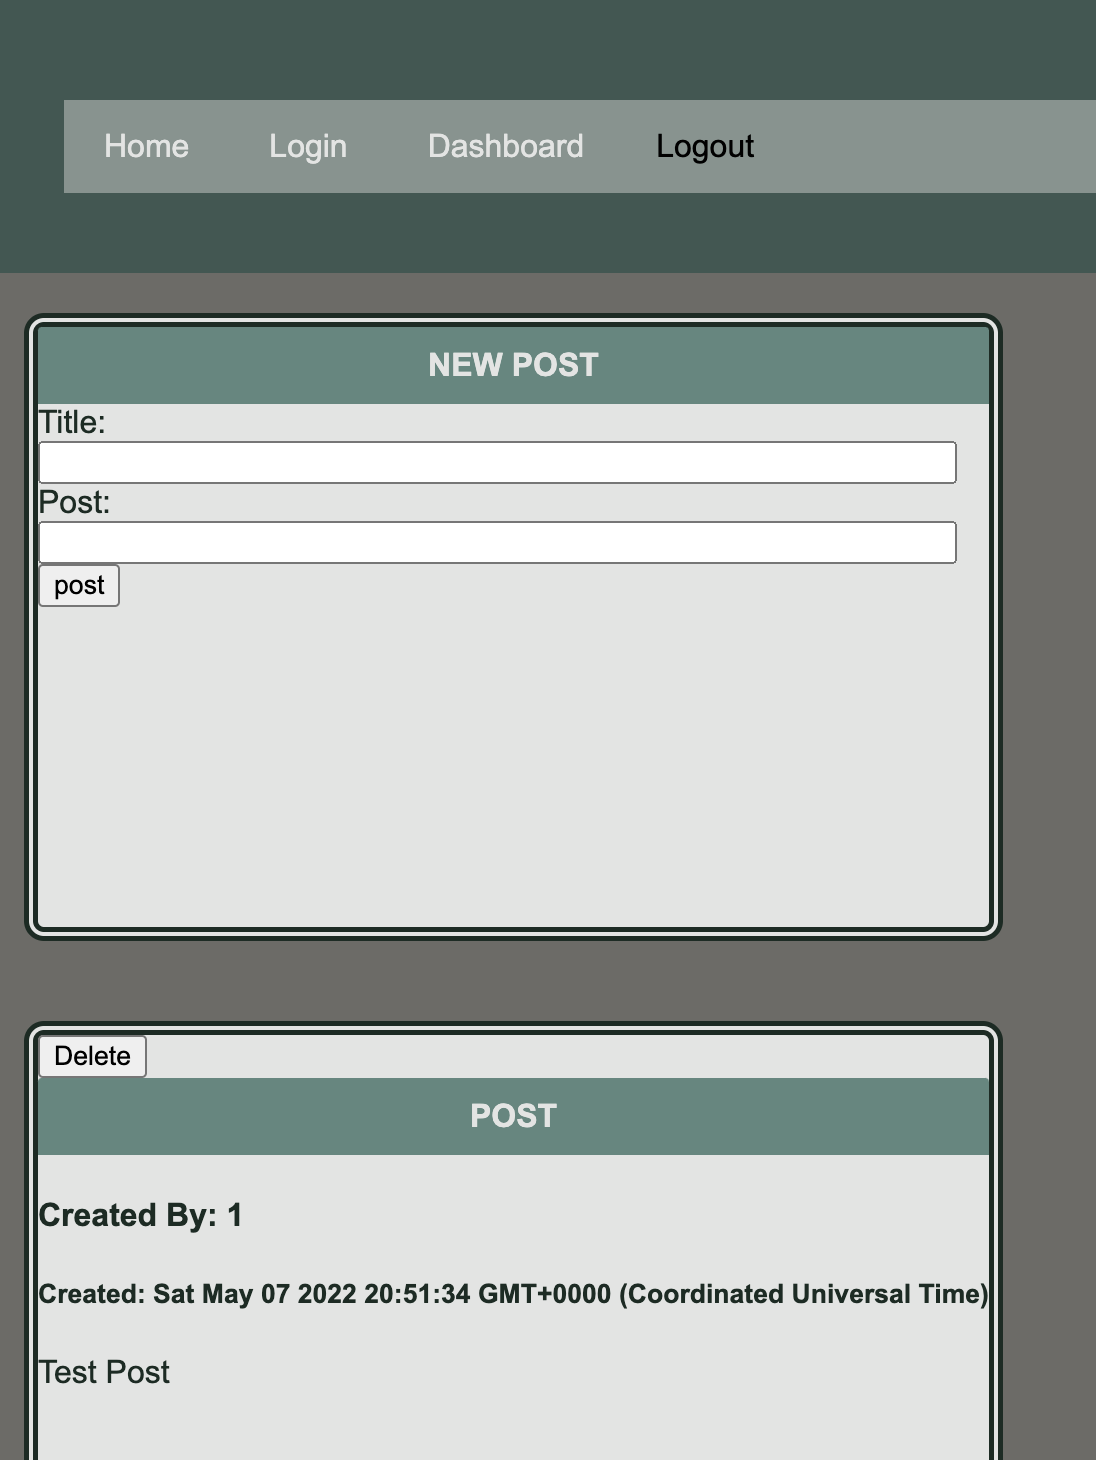 Home Login Dashboard Logout
NEW POST
Title:
Post:
post
Delete
POST
Created By: 1
Created: Sat May 07 2022 20:51:34 GMT+0000 (Coordinated Universal Time)
Test Post